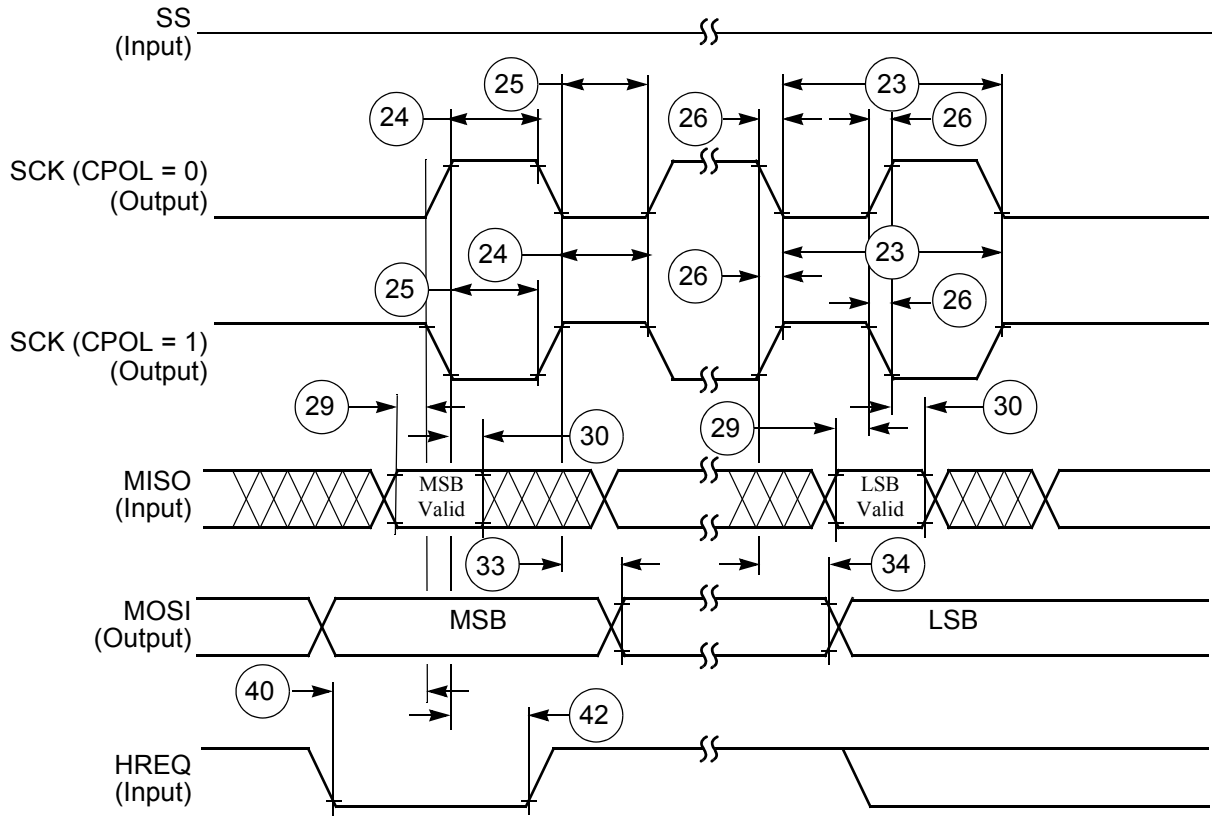 SS
(Input)
25
23
24
26
26
SCK (CPOL = 0)
(Output)
24
23
25
26
26
SCK (CPOL = 1)
(Output)
29
30
29
30
MISO
(Input)
MSB
Valid
LSB
Valid
33
34
MOSI
(Output)
MSB
LSB
40
42
HREQ
(Input)